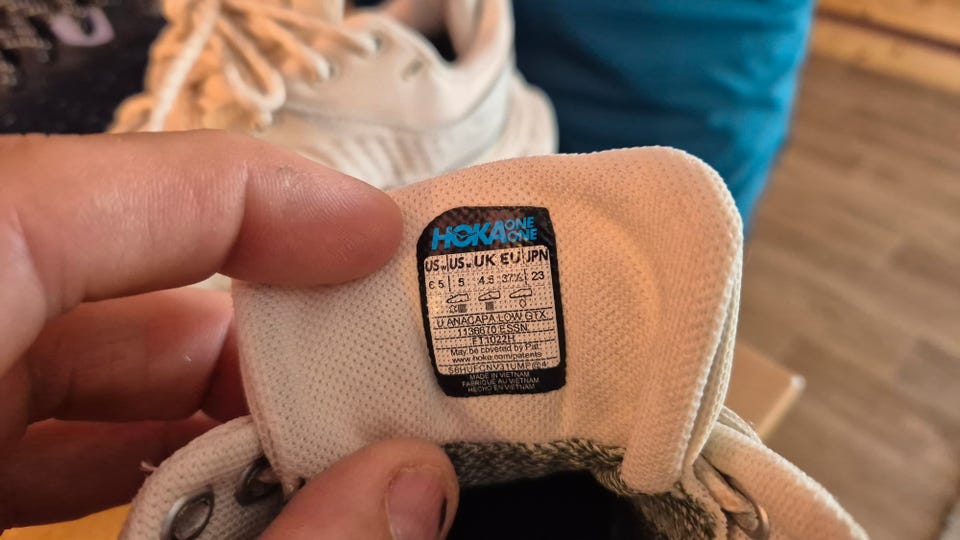 HOKA ONE ONE
US US UK EU JPN
5 4.5 37⅓ 23
U ANACAPA LOW GTX
1136670 ESSN
FT1022H
May be covered by Pat.
www.hoka.com/patents
MADE IN VIETNAM
FABRIQUE AU VIETNAM
HECHO EN VIETNAM